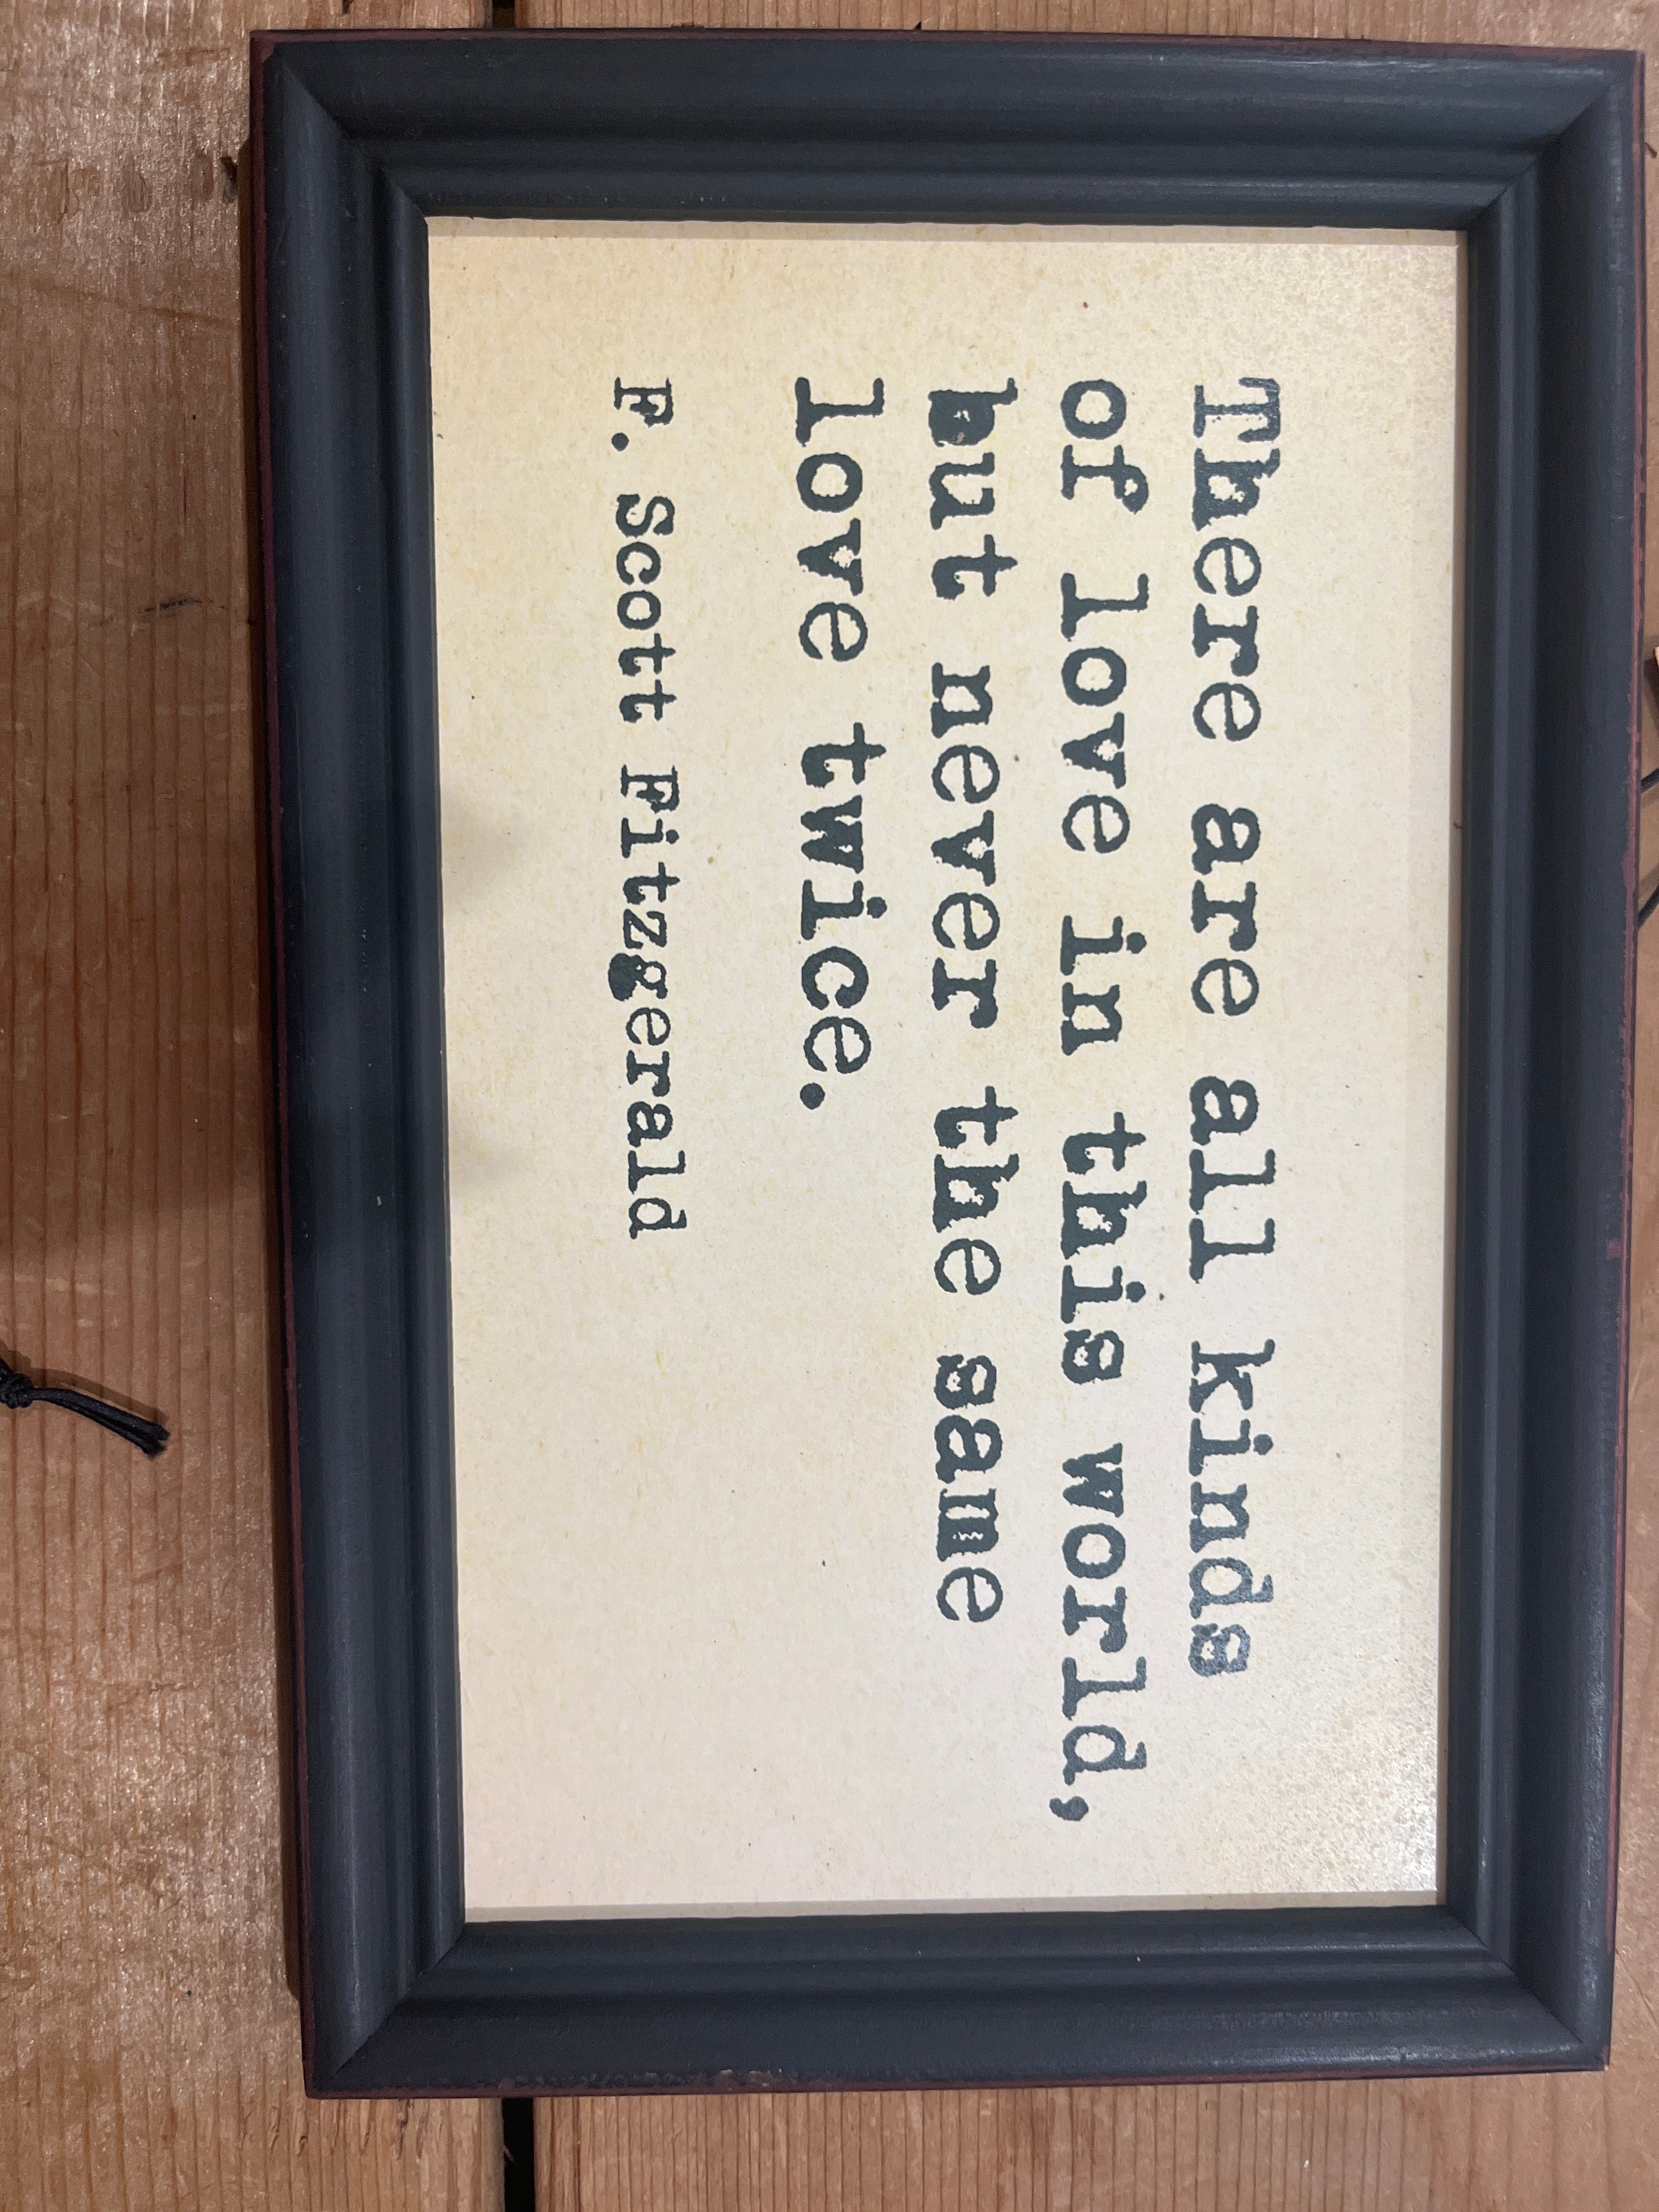 There are all kinds
of love in this world,
but never the same
love twice.
F. Scott Fitzgerald